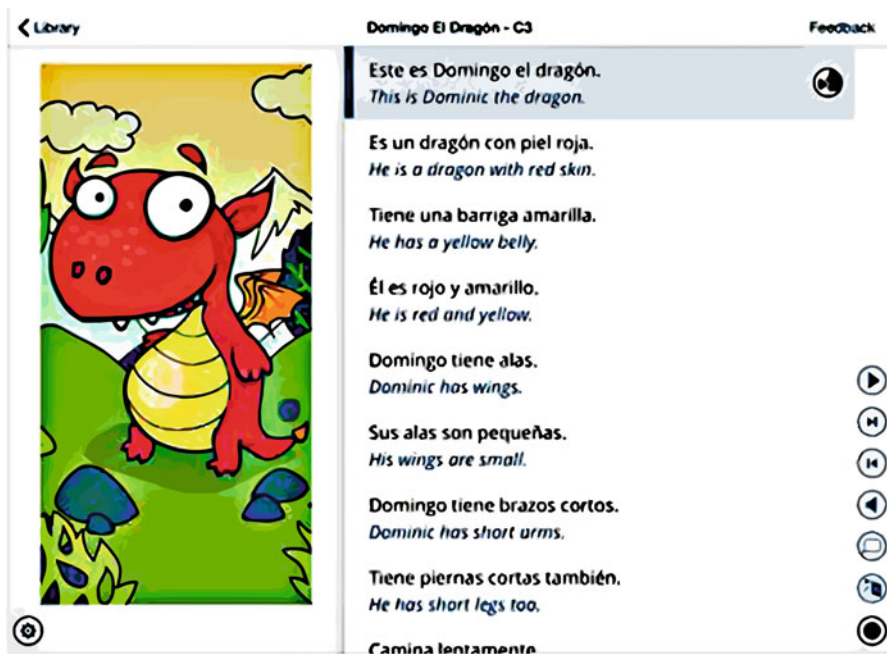 Library
Domingo El Dragón - C3
Feedback
Este es Domingo el dragón.
This is Dominic the dragon.
Es un dragón con piel roja.
He is a dragon with red skin.
Tiene una barriga amarilla.
He has a yellow belly.
Él es rojo y amarillo.
He is red and yellow.
Domingo tiene alas.
Dominic has wings.
Sus alas son pequeñas.
His wings are small.
Domingo tiene brazos cortos.
Dominic has short arms.
Tiene piernas cortas también.
He has short legs too.
Camina lentamente